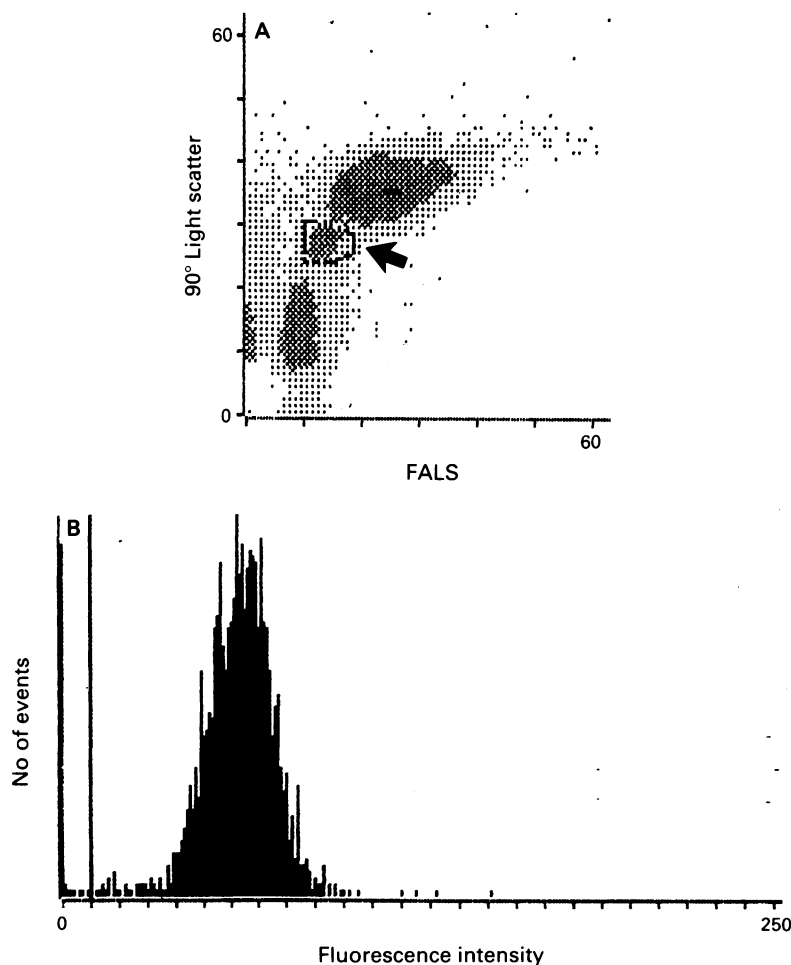 A
60
90° Light scatter
0
60
FALS
B
No of events
0
250
Fluorescence intensity